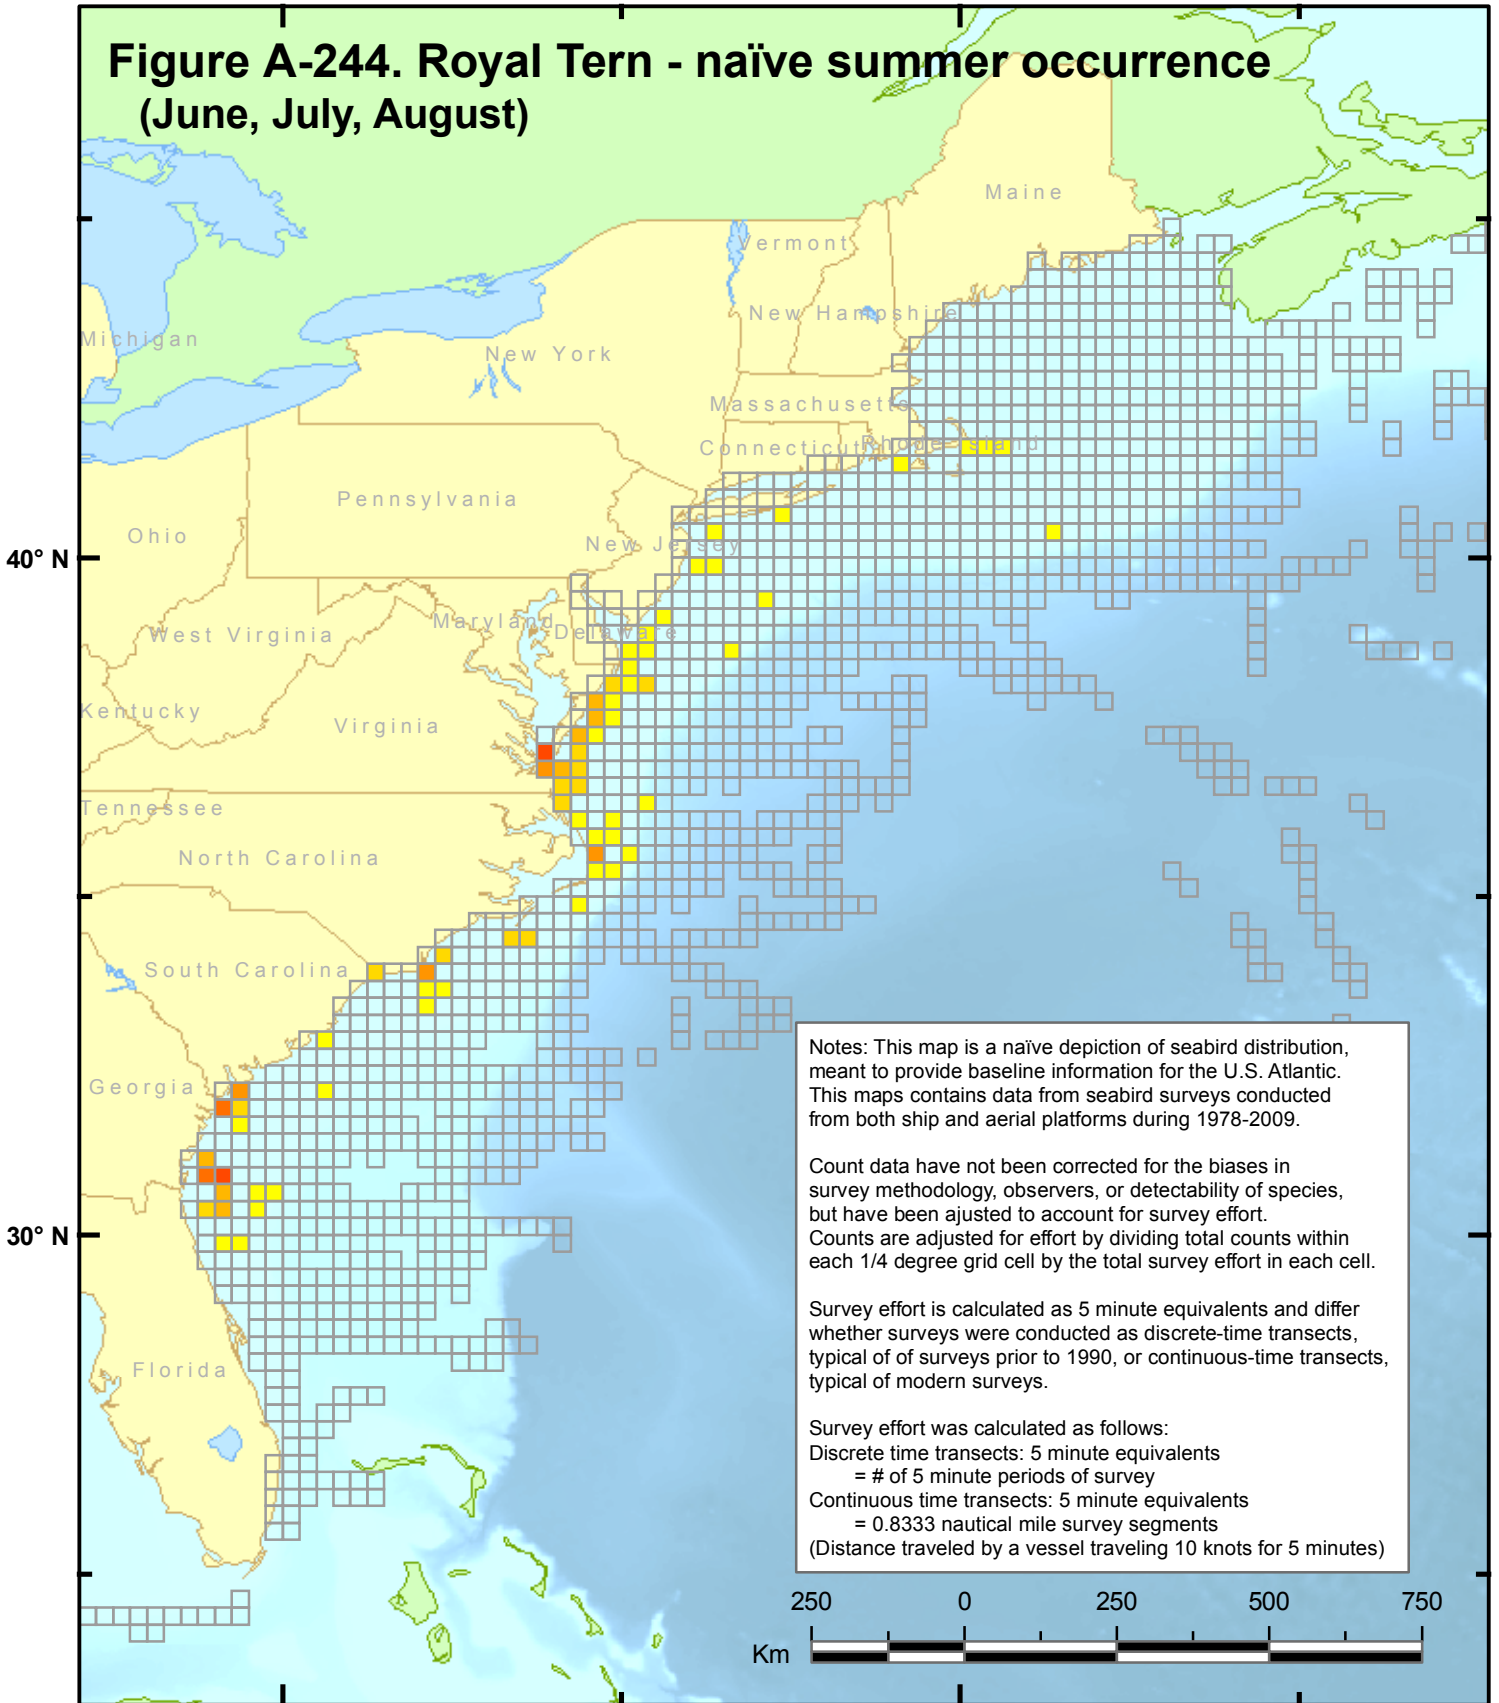 Figure A-244. Royal Tern - naïve summer occurrence
(June, July, August)
Maine
Vermont
New Hampshire
Michigan
New York
Massachusetts
Connecticut
Rhode Island
Pennsylvania
Ohio
New Jersey
40° N
Maryland
Delaware
West Virginia
Kentucky
Virginia
Tennessee
North Carolina
South Carolina
Georgia
30° N
Florida
Notes: This map is a naïve depiction of seabird distribution,
meant to provide baseline information for the U.S. Atlantic.
This maps contains data from seabird surveys conducted
from both ship and aerial platforms during 1978-2009.
Count data have not been corrected for the biases in
survey methodology, observers, or detectability of species,
but have been ajusted to account for survey effort.
Counts are adjusted for effort by dividing total counts within
each 1/4 degree grid cell by the total survey effort in each cell.
Survey effort is calculated as 5 minute equivalents and differ
whether surveys were conducted as discrete-time transects,
typical of of surveys prior to 1990, or continuous-time transects,
typical of modern surveys.
Survey effort was calculated as follows:
Discrete time transects: 5 minute equivalents
= # of 5 minute periods of survey
Continuous time transects: 5 minute equivalents
= 0.8333 nautical mile survey segments
(Distance traveled by a vessel traveling 10 knots for 5 minutes)
250 0 250 500 750
Km